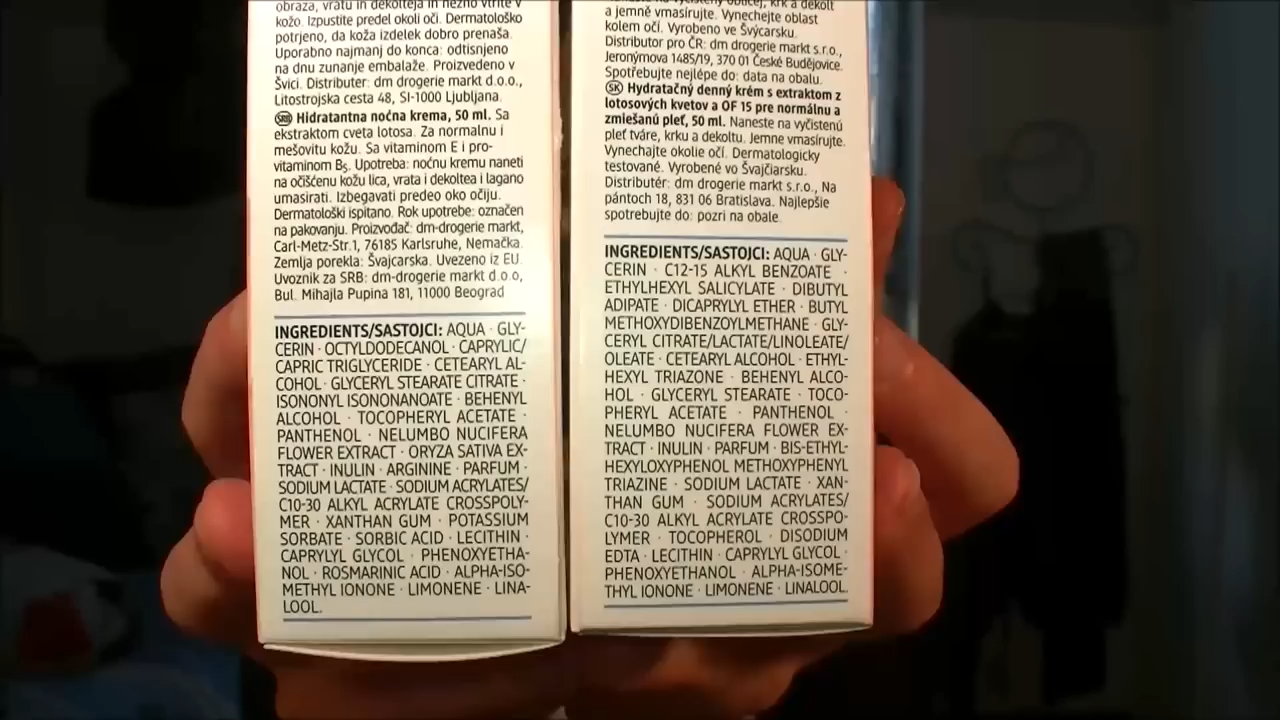 obraza, vratu in dekolteja in nežno vtrite v
kožo. Izpustite predel okoli oči. Dermatološko
potrjeno, da koža izdelek dobro prenaša.
Uporabno najmanj do konca: odtisnjeno
na dnu zunanje embalaže. Proizvedeno v
Švici. Distributer: dm drogerie markt d.o.o.,
Litostrojska cesta 48, SI-1000 Ljubljana.
SRB Hidratantna noćna krema, 50 ml. Sa
ekstraktom cveta lotosa. Za normalnu i
mešovitu kožu. Sa vitaminom E i pro-
vitaminom B5. Upotreba: noćnu kremu naneti
na očišćenu kožu lica, vrata i dekoltea i lagano
umasirati. Izbegavati predeo oko očiju.
Dermatološki ispitano. Rok upotrebe: označen
na pakovanju. Proizvođač: dm-drogerie markt,
Carl-Metz-Str.1, 76185 Karlsruhe, Nemačka.
Zemlja porekla: Švajcarska. Uvezeno iz EU.
Uvoznik za SRB: dm-drogerie markt d.o.o,
Bul. Mihajla Pupina 181, 11000 Beograd
INGREDIENTS/SASTOJCI: AQUA · GLY-
CERIN · OCTYLDODECANOL · CAPRYLIC/
CAPRIC TRIGLYCERIDE · CETEARYL AL-
COHOL · GLYCERYL STEARATE CITRATE ·
ISONONYL ISONONANOATE · BEHENYL
ALCOHOL · TOCOPHERYL ACETATE ·
PANTHENOL · NELUMBO NUCIFERA
FLOWER EXTRACT · ORYZA SATIVA EX-
TRACT · INULIN · ARGININE · PARFUM ·
SODIUM LACTATE · SODIUM ACRYLATES/
C10-30 ALKYL ACRYLATE CROSSPOLY-
MER · XANTHAN GUM · POTASSIUM
SORBATE · SORBIC ACID · LECITHIN ·
CAPRYLYL GLYCOL · PHENOXYETHA-
NOL · ROSMARINIC ACID · ALPHA-ISO-
METHYL IONONE · LIMONENE · LINA-
LOOL.
obličej, krk a dekolt
a jemně vmasírujte. Vynechejte oblast
kolem očí. Vyrobeno ve Švýcarsku.
Distributor pro ČR: dm drogerie markt s.r.o.,
Jeronýmova 1485/19, 370 01 České Budějovice.
Spotřebujte nejlépe do: data na obalu.
SK Hydratačný denný krém s extraktom z
lotosových kvetov a OF 15 pre normálnu a
zmiešanú pleť, 50 ml. Naneste na vyčistenú
pleť tváre, krku a dekoltu. Jemne vmasírujte.
Vynechajte okolie očí. Dermatologicky
testované. Vyrobené vo Švajčiarsku.
Distribútér: dm drogerie markt s.r.o., Na
pántoch 18, 831 06 Bratislava. Najlepšie
spotrebujte do: pozri na obale.
INGREDIENTS/SASTOJCI: AQUA · GLY-
CERIN · C12-15 ALKYL BENZOATE ·
ETHYLHEXYL SALICYLATE · DIBUTYL
ADIPATE · DICAPRYLYL ETHER · BUTYL
METHOXYDIBENZOYLMETHANE · GLY-
CERYL CITRATE/LACTATE/LINOLEATE/
OLEATE · CETEARYL ALCOHOL · ETHYL-
HEXYL TRIAZONE · BEHENYL ALCO-
HOL · GLYCERYL STEARATE · TOCO-
PHERYL ACETATE · PANTHENOL ·
NELUMBO NUCIFERA FLOWER EX-
TRACT · INULIN · PARFUM · BIS-ETHYL-
HEXYLOXYPHENOL METHOXYPHENYL
TRIAZINE · SODIUM LACTATE · XAN-
THAN GUM · SODIUM ACRYLATES/
C10-30 ALKYL ACRYLATE CROSSPO-
LYMER · TOCOPHEROL · DISODIUM
EDTA · LECITHIN · CAPRYLYL GLYCOL ·
PHENOXYETHANOL · ALPHA-ISOME-
THYL IONONE · LIMONENE · LINALOOL.